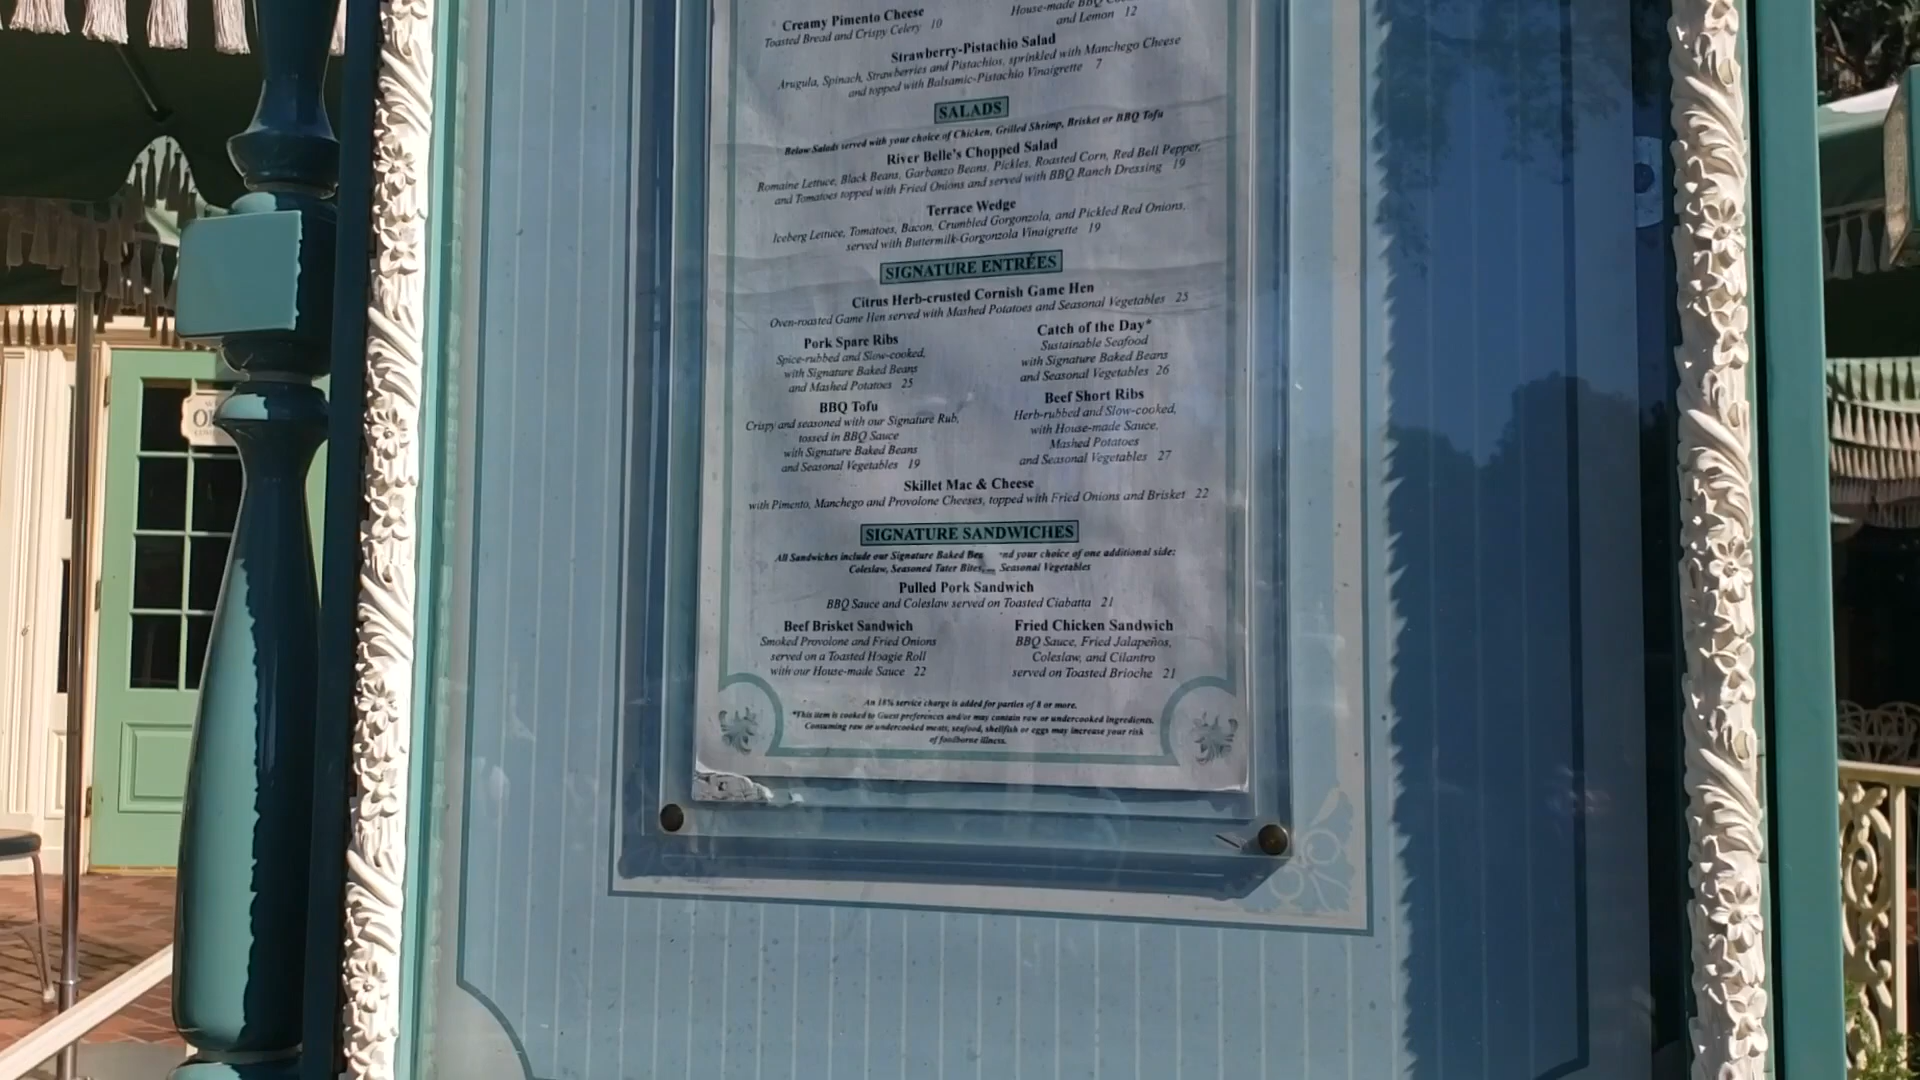 Creamy Pimento Cheese
Toasted Bread and Crispy Celery 10
House-made BBQ
and Lemon 12
Strawberry-Pistachio Salad
Arugula, Spinach, Strawberries and Pistachios, sprinkled with Manchego Cheese
and topped with Balsamic-Pistachio Vinaigrette 7
SALADS
Below Salads served with your choice of Chicken, Grilled Shrimp, Brisket or BBQ Tofu
River Belle's Chopped Salad
Romaine Lettuce, Black Beans, Garbanzo Beans, Pickles, Roasted Corn, Red Bell Pepper,
and Tomatoes topped with Fried Onions and served with BBQ Ranch Dressing 19
Terrace Wedge
Iceberg Lettuce, Tomatoes, Bacon, Crumbled Gorgonzola, and Pickled Red Onions,
served with Buttermilk-Gorgonzola Vinaigrette 19
SIGNATURE ENTRÉES
Citrus Herb-crusted Cornish Game Hen
Oven-roasted Game Hen served with Mashed Potatoes and Seasonal Vegetables 25
Pork Spare Ribs
Spice-rubbed and Slow-cooked,
with Signature Baked Beans
and Mashed Potatoes 25
Catch of the Day*
Sustainable Seafood
with Signature Baked Beans
and Seasonal Vegetables 26
BBQ Tofu
Crispy and seasoned with our Signature Rub,
tossed in BBQ Sauce
with Signature Baked Beans
and Seasonal Vegetables 19
Beef Short Ribs
Herb-rubbed and Slow-cooked,
with House-made Sauce,
Mashed Potatoes
and Seasonal Vegetables 27
Skillet Mac & Cheese
with Pimento, Manchego and Provolone Cheeses, topped with Fried Onions and Brisket 22
SIGNATURE SANDWICHES
All Sandwiches include our Signature Baked Bea nd your choice of one additional side:
Coleslaw, Seasoned Tater Bites, Seasonal Vegetables
Pulled Pork Sandwich
BBQ Sauce and Coleslaw served on Toasted Ciabatta 21
Beef Brisket Sandwich
Smoked Provolone and Fried Onions
served on a Toasted Hoagie Roll
with our House-made Sauce 22
Fried Chicken Sandwich
BBQ Sauce, Fried Jalapeños,
Coleslaw, and Cilantro
served on Toasted Brioche 21
An 18% service charge is added for parties of 8 or more.
*This item is cooked to Guest preferences and/or may contain raw or undercooked ingredients.
Consuming raw or undercooked meats, seafood, shellfish or eggs may increase your risk
of foodborne illness.